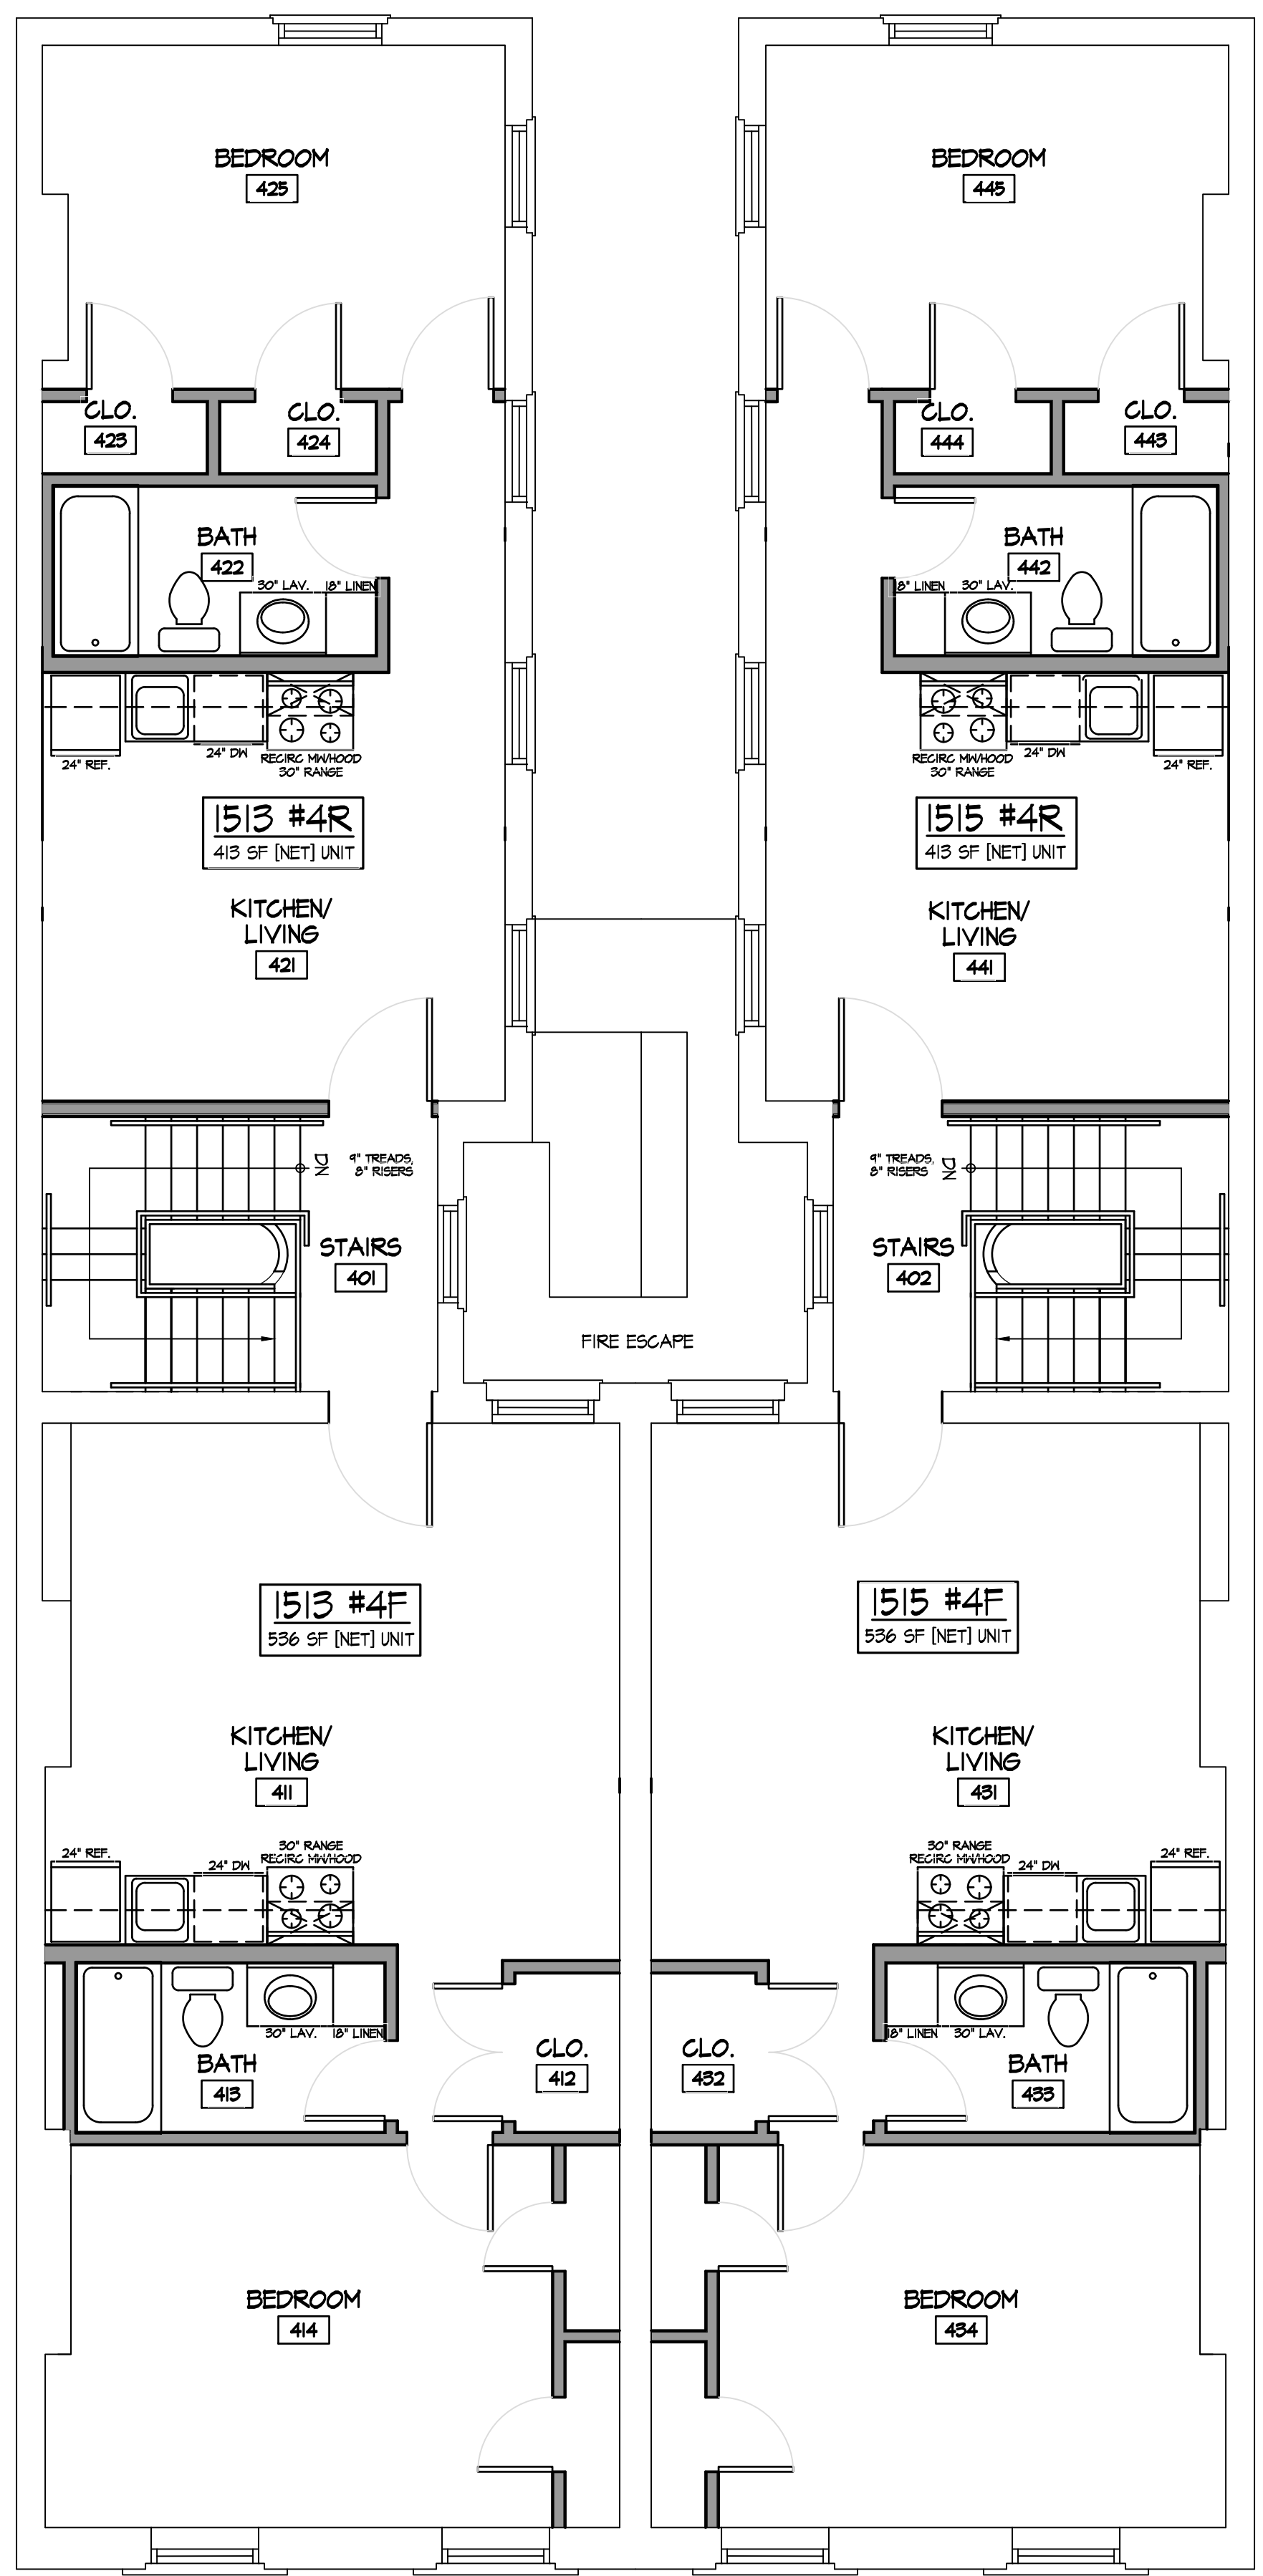 BEDROOM
425
BEDROOM
445
CLO.
423
CLO.
424
CLO.
444
CLO.
443
BATH
422
30" LAV.
18" LINEN
BATH
442
18" LINEN
30" LAV.
24" REF.
24" DW
RECIRC MW/HOOD
30" RANGE
RECIRC MW/HOOD
30" RANGE
24" DW
24" REF.
1513 #4R
413 SF [NET] UNIT
1515 #4R
413 SF [NET] UNIT
KITCHEN/
LIVING
421
KITCHEN/
LIVING
441
DN
9" TREADS,
8" RISERS
9" TREADS,
8" RISERS
DN
STAIRS
401
STAIRS
402
FIRE ESCAPE
1513 #4F
536 SF [NET] UNIT
1515 #4F
536 SF [NET] UNIT
KITCHEN/
LIVING
411
KITCHEN/
LIVING
431
24" REF.
24" DW
30" RANGE
RECIRC MW/HOOD
30" RANGE
RECIRC MW/HOOD
24" DW
24" REF.
30" LAV.
18" LINEN
BATH
413
CLO.
412
CLO.
432
18" LINEN
30" LAV.
BATH
433
BEDROOM
414
BEDROOM
434